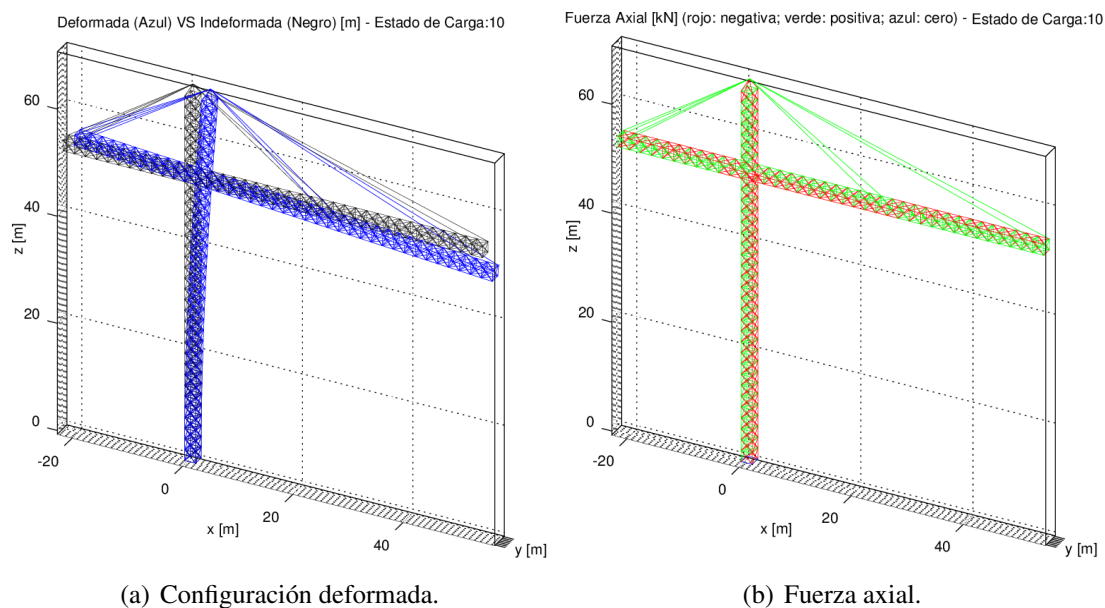 Deformada (Azul) VS Indeformada (Negro) [m] - Estado de Carga:10
60
40
20
0
z [m]
-20
0
20
40
x [m]
y [m]
(a) Configuración deformada.
Fuerza Axial [kN] (rojo: negativa; verde: positiva; azul: cero) - Estado de Carga:10
60
40
20
0
z [m]
-20
0
20
40
x [m]
y [m]
(b) Fuerza axial.